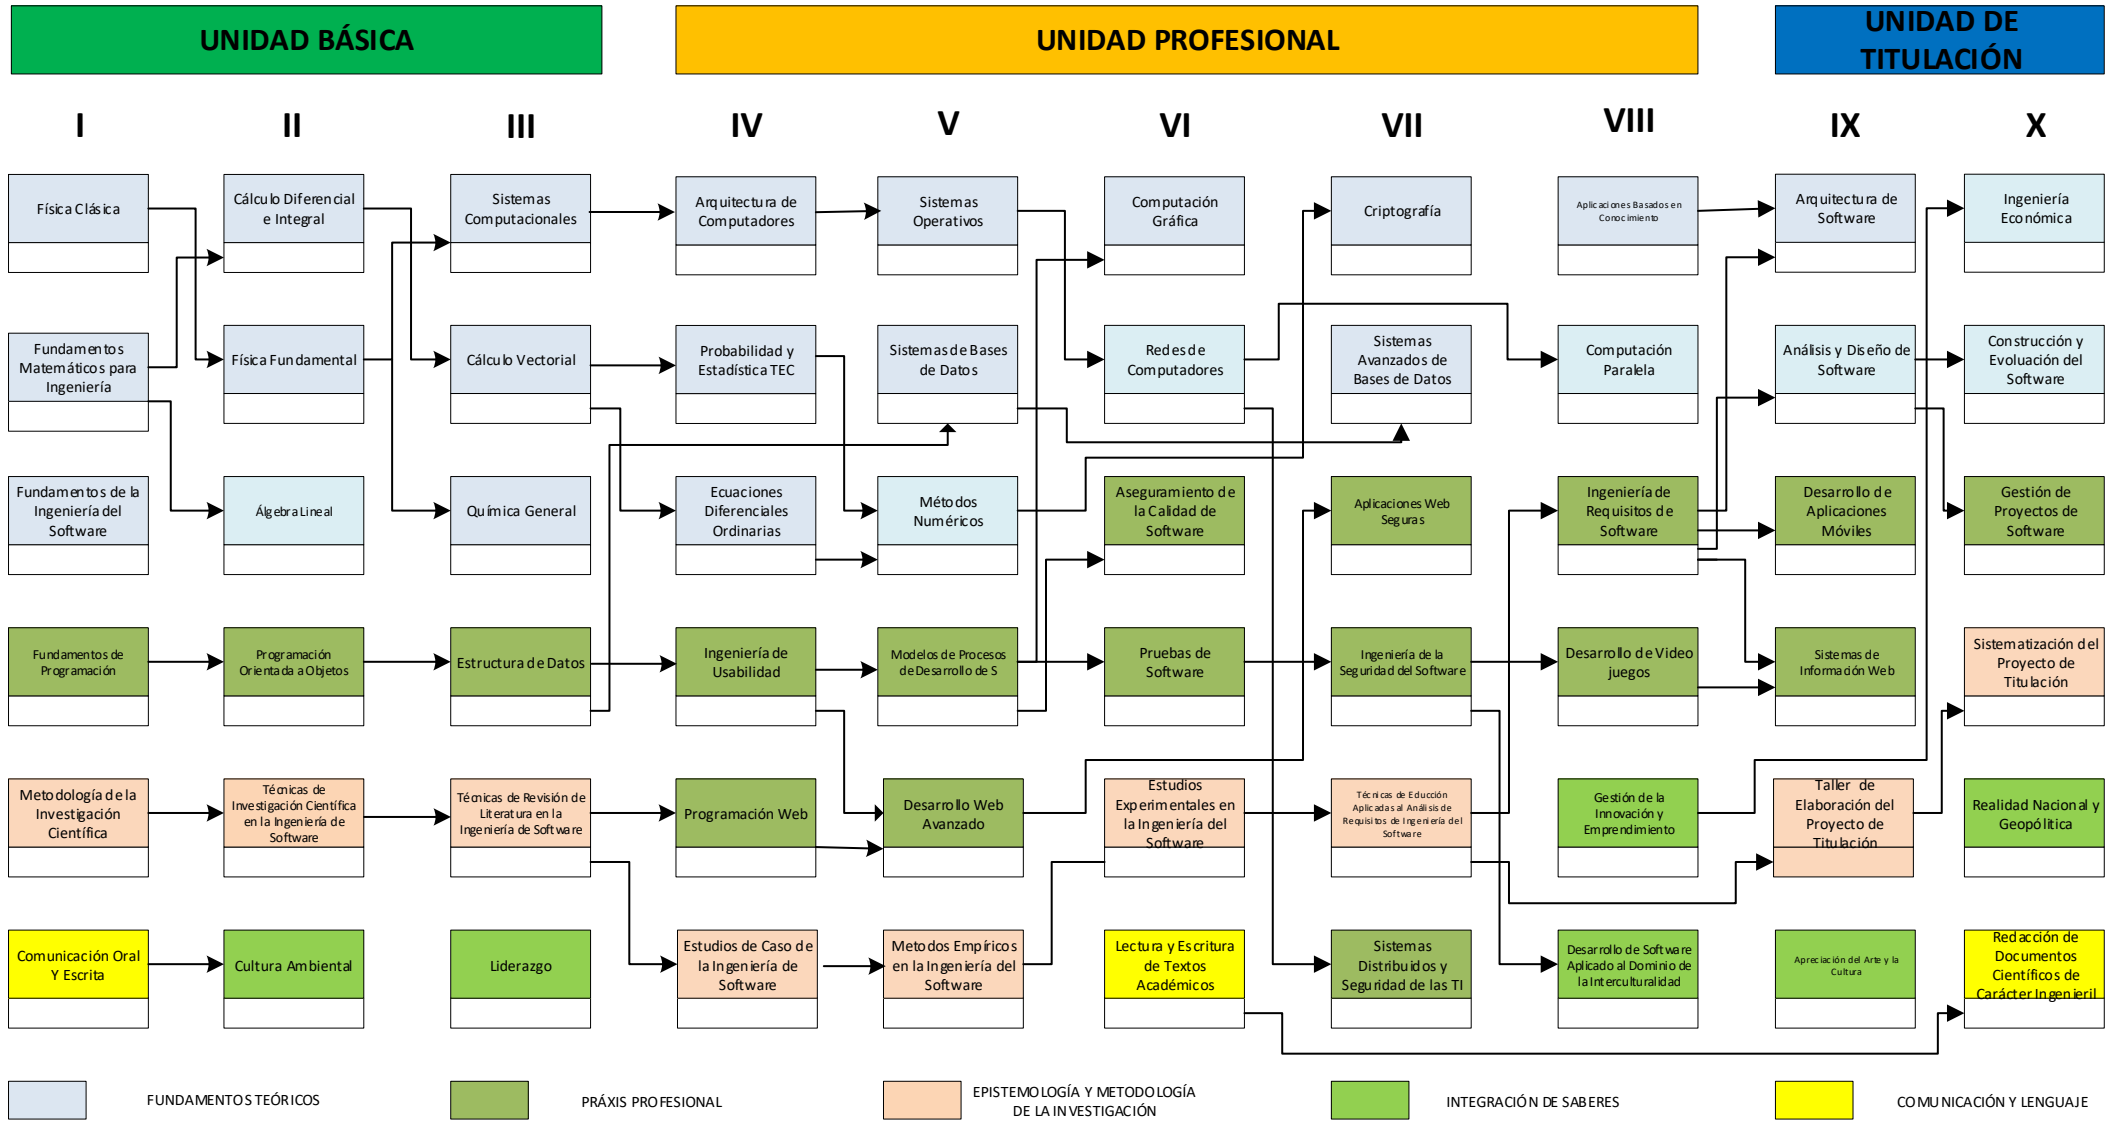 UNIDAD BÁSICA
UNIDAD PROFESIONAL
UNIDAD DE
TITULACIÓN
I
II
III
IV
V
VI
VII
VIII
IX
X
Física Clásica
Cálculo Diferencial
e Integral
Sistemas
Computacionales
Arquitectura de
Computadores
Sistemas
Operativos
Computación
Gráfica
Criptografía
Aplicaciones Basados en
Conocimiento
Arquitectura de
Software
Ingeniería
Económica
Fundamentos
Matemáticos para
Ingeniería
Física Fundamental
Cálculo Vectorial
Probabilidad y
Estadística TEC
Sistemas de Bases
de Datos
Redes de
Computadores
Sistemas
Avanzados de
Bases de Datos
Computación
Paralela
Análisis y Diseño de
Software
Construcción y
Evolución del
Software
Fundamentos de la
Ingeniería del
Software
Álgebra Lineal
Química General
Ecuaciones
Diferenciales
Ordinarias
Métodos
Numéricos
Aseguramiento de
la Calidad de
Software
Aplicaciones Web
Seguras
Ingeniería de
Requisitos de
Software
Desarrollo de
Aplicaciones
Móviles
Gestión de
Proyectos de
Software
Fundamentos de
Programación
Programación
Orientada a Objetos
Estructura de Datos
Ingeniería de
Usabilidad
Modelos de Procesos
de Desarrollo de S
Pruebas de
Software
Ingeniería de la
Seguridad del Software
Desarrollo de Video
juegos
Sistemas de
Información Web
Sistematización del
Proyecto de
Titulación
Metodología de la
Investigación
Científica
Técnicas de
Investigación Científica
en la Ingeniería de
Software
Técnicas de Revisión de
Literatura en la
Ingeniería de Software
Programación Web
Desarrollo Web
Avanzado
Estudios
Experimentales en
la Ingeniería del
Software
Técnicas de Educción
Aplicadas al Análisis de
Requisitos de Ingeniería del
Software
Gestión de la
Innovación y
Emprendimiento
Taller de
Elaboración del
Proyecto de
Titulación
Realidad Nacional y
Geopólitica
Comunicación Oral
Y Escrita
Cultura Ambiental
Liderazgo
Estudios de Caso de
la Ingeniería de
Software
Metodos Empíricos
en la Ingeniería del
Software
Lectura y Escritura
de Textos
Académicos
Sistemas
Distribuidos y
Seguridad de las TI
Desarrollo de Software
Aplicado al Dominio de
la Interculturalidad
Apreciación del Arte y la
Cultura
Redacción de
Documentos
Científicos de
Carácter Ingenieril
FUNDAMENTOS TEÓRICOS
PRÁXIS PROFESIONAL
EPISTEMOLOGÍA Y METODOLOGÍA
DE LA INVESTIGACIÓN
INTEGRACIÓN DE SABERES
COMUNICACIÓN Y LENGUAJE